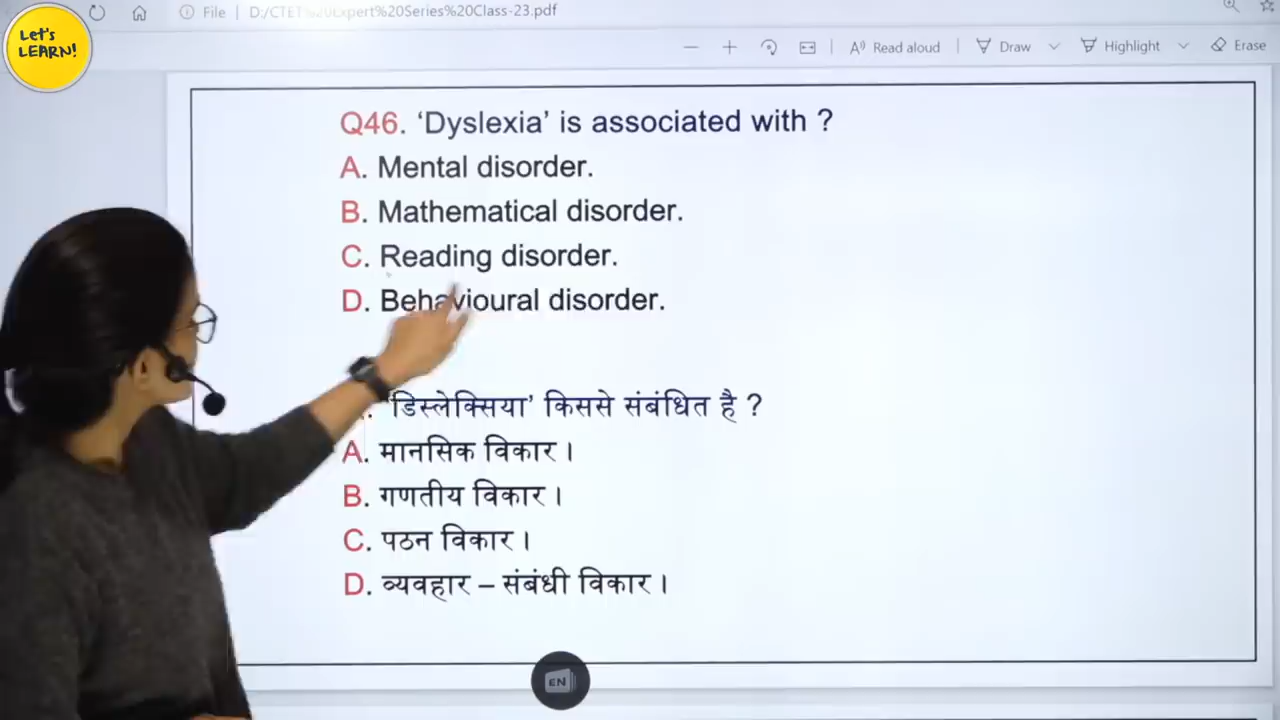 Let's
LEARN!
File | D:/CTET%20Expert%20Series%20Class-23.pdf
Read aloud
Draw
Highlight
Erase
Q46. ‘Dyslexia’ is associated with ?
A. Mental disorder.
B. Mathematical disorder.
C. Reading disorder.
D. Behavioural disorder.
‘डिस्लेक्सिया’ किससे संबंधित है ?
A. मानसिक विकार ।
B. गणतीय विकार ।
C. पठन विकार ।
D. व्यवहार – संबंधी विकार ।
EN